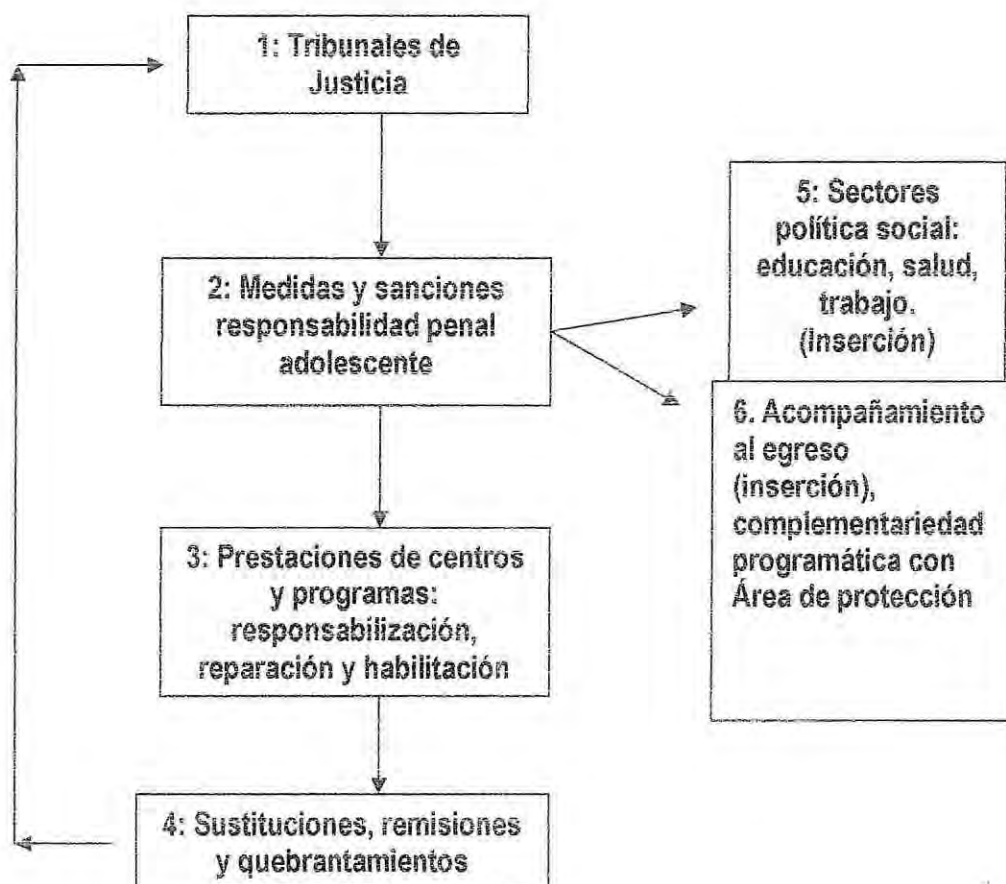 1: Tribunales de
Justicia
2: Medidas y sanciones
responsabilidad penal
adolescente
3: Prestaciones de centros
y programas:
responsabilización,
reparación y habilitación
4: Sustituciones, remisiones
y quebrantamientos
5: Sectores
política social:
educación, salud,
trabajo.
(Inserción)
6. Acompañamiento
al egreso
(inserción),
complementariedad
programática con
Área de protección